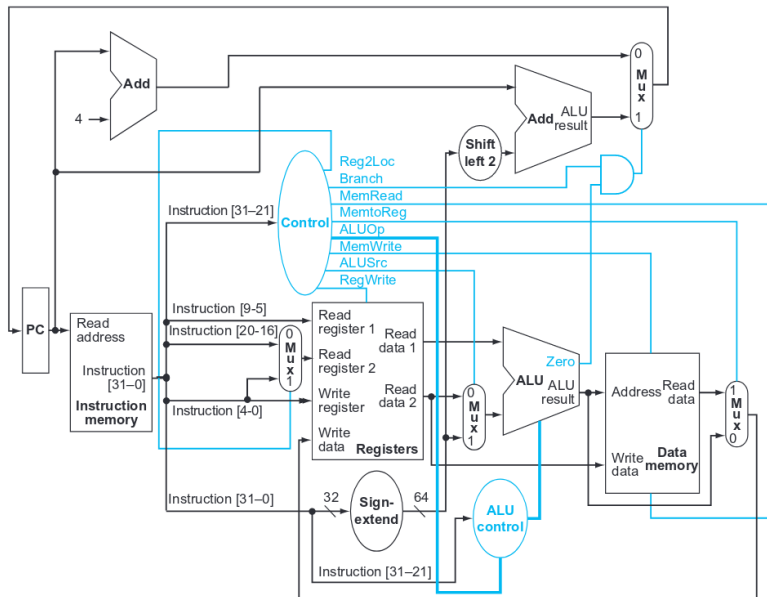 0
M
u
x
1
Add
4
Add ALU
result
Shift
left 2
Reg2Loc
Branch
MemRead
MemtoReg
ALUOp
MemWrite
ALUSrc
RegWrite
Control
Instruction [31–21]
PC
Read
address
Instruction
[31–0]
Instruction
memory
Instruction [9-5]
Instruction [20-16]
Instruction [4-0]
0
M
u
x
1
Read
register 1
Read
register 2
Write
register
Write
data
Read
data 1
Read
data 2
Registers
0
M
u
x
1
Zero
ALU ALU
result
Address
Read
data
Write
data
Data
memory
1
M
u
x
0
Instruction [31–0]
32
Sign-
extend
64
ALU
control
Instruction [31–21]